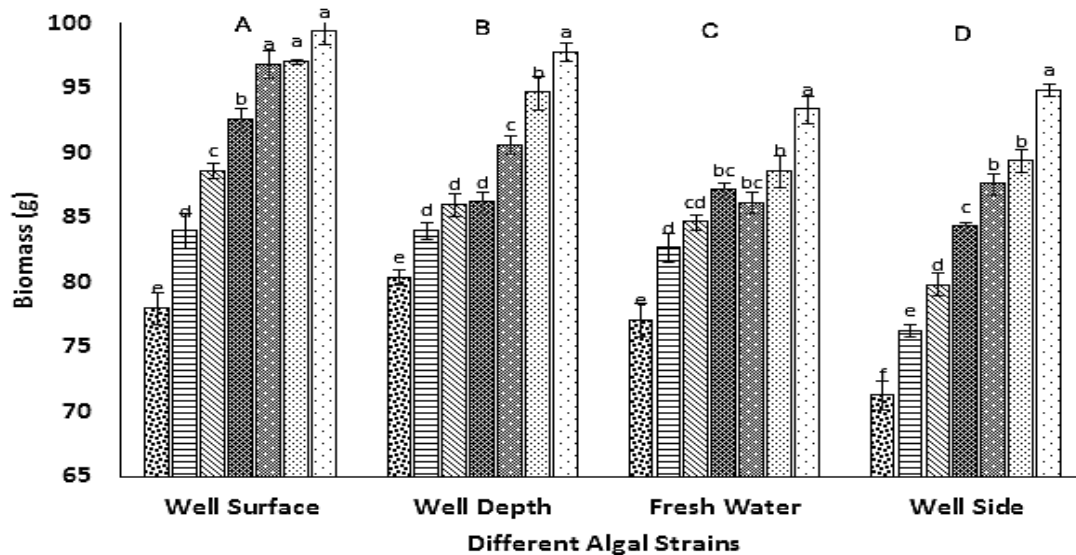 100
95
90
85
80
75
70
65
Biomass (g)
A
B
C
D
e
d
c
b
a
a
a
e
d
d
d
c
b
a
e
d
cd
bc
bc
b
a
f
e
d
c
b
b
a
Well Surface
Well Depth
Fresh Water
Well Side
Different Algal Strains